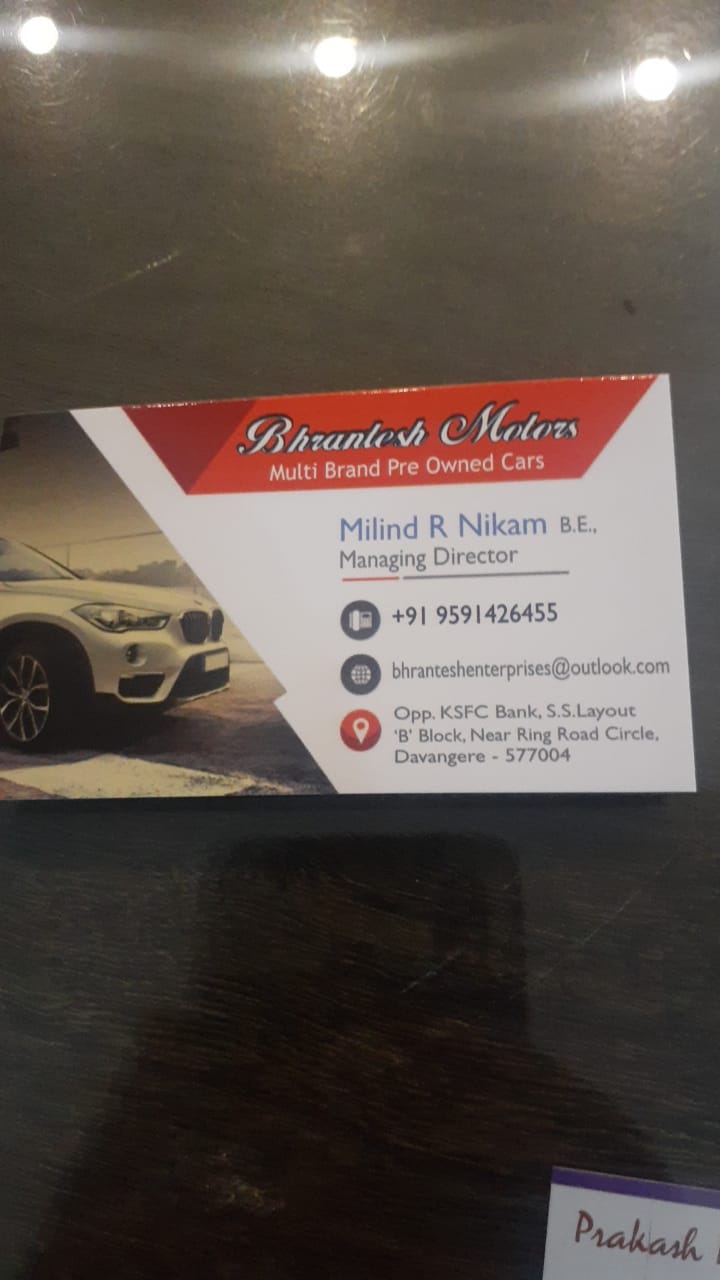 Bhrantesh Motors
Multi Brand Pre Owned Cars
Milind R Nikam B.E.,
Managing Director
+91 9591426455
bhranteshenterprises@outlook.com
Opp. KSFC Bank, S.S.Layout
'B' Block, Near Ring Road Circle,
Davangere - 577004
Prakash